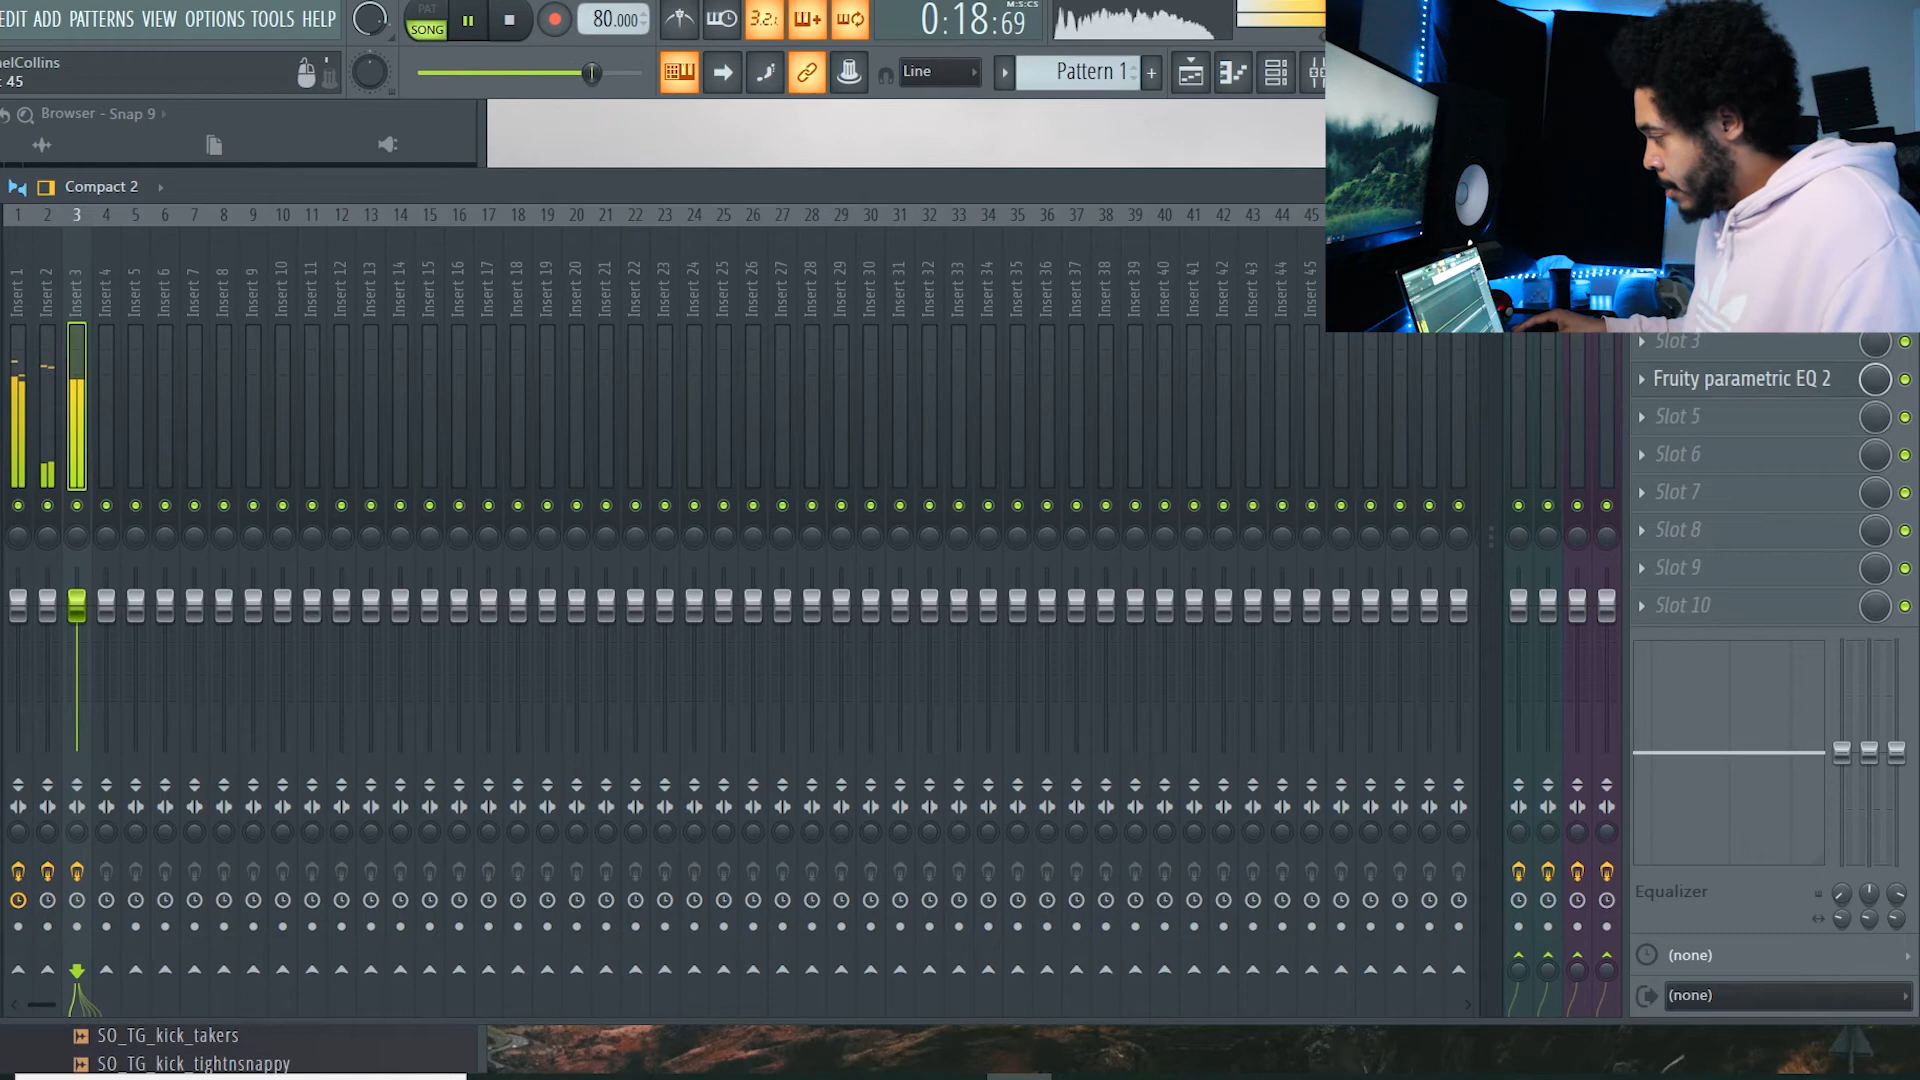 EDIT ADD PATTERNS VIEW OPTIONS TOOLS HELP
PAT
SONG
80.000
3.2.
0:18:69
M:S:CS
elCollins
45
Line
Pattern 1
Browser - Snap 9
Compact 2
1 2 3 4 5 6 7 8 9 10 11 12 13 14 15 16 17 18 19 20 21 22 23 24 25 26 27 28 29 30 31 32 33 34 35 36 37 38 39 40 41 42 43 44 45
Insert 1
Insert 2
Insert 3
Insert 4
Insert 5
Insert 6
Insert 7
Insert 8
Insert 9
Insert 10
Insert 11
Insert 12
Insert 13
Insert 14
Insert 15
Insert 16
Insert 17
Insert 18
Insert 19
Insert 20
Insert 21
Insert 22
Insert 23
Insert 24
Insert 25
Insert 26
Insert 27
Insert 28
Insert 29
Insert 30
Insert 31
Insert 32
Insert 33
Insert 34
Insert 35
Insert 36
Insert 37
Insert 38
Insert 39
Insert 40
Insert 41
Insert 42
Insert 43
Insert 44
Insert 45
Slot 3
Fruity parametric EQ 2
Slot 5
Slot 6
Slot 7
Slot 8
Slot 9
Slot 10
Equalizer
(none)
(none)
SO_TG_kick_takers
SO_TG_kick_tightnsnappy